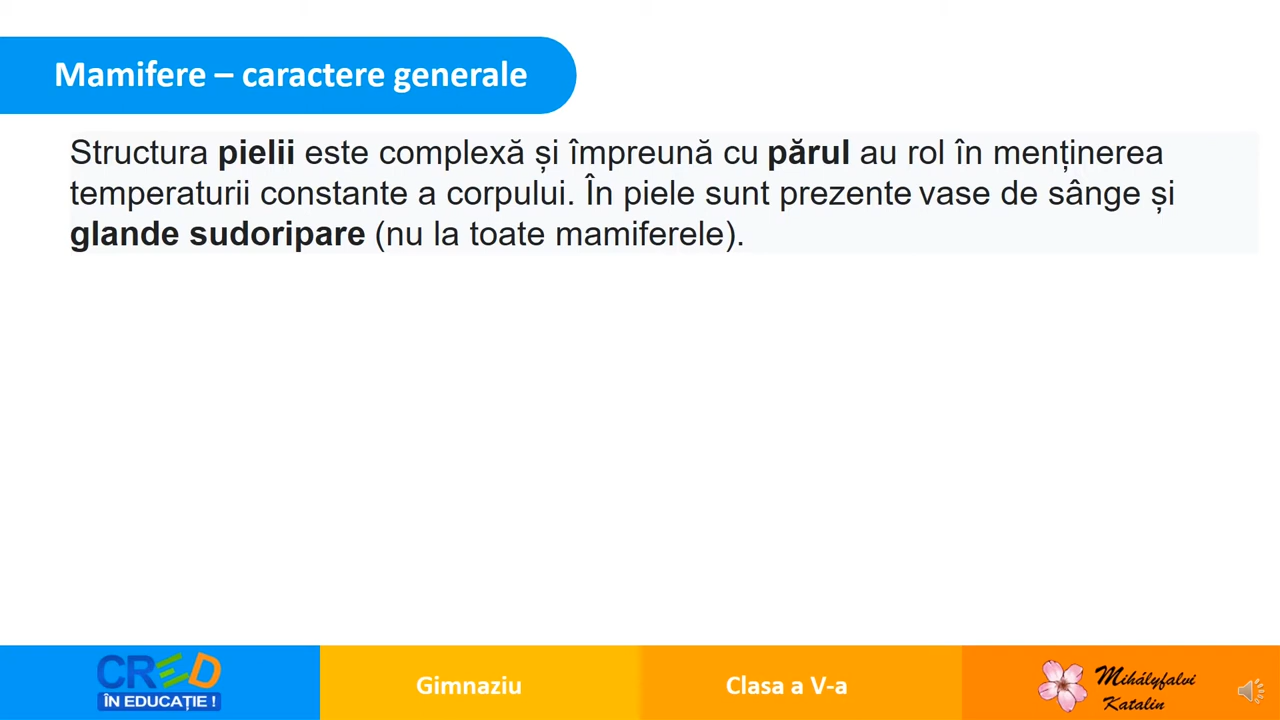 Mamifere – caractere generale
Structura pielii este complexă și împreună cu părul au rol în menținerea
temperaturii constante a corpului. În piele sunt prezente vase de sânge și
glande sudoripare (nu la toate mamiferele).
CRED
ÎN EDUCAȚIE !
Gimnaziu
Clasa a V-a
Mihályfalvi
Katalin